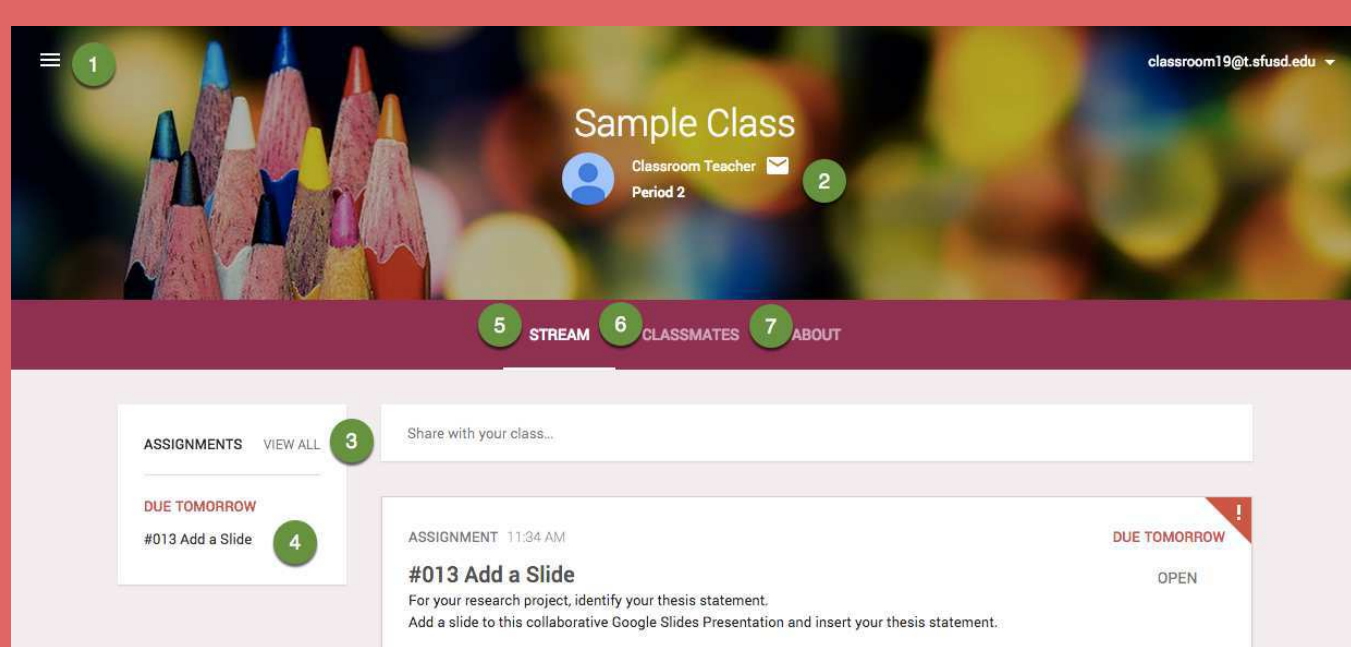 1
classroom19@t.sfusd.edu
Sample Class
Classroom Teacher
2
Period 2
5 STREAM 6 CLASSMATES 7 ABOUT
ASSIGNMENTS VIEW ALL 3
Share with your class...
DUE TOMORROW
#013 Add a Slide 4
!
ASSIGNMENT 11:34 AM DUE TOMORROW
#013 Add a Slide OPEN
For your research project, identify your thesis statement.
Add a slide to this collaborative Google Slides Presentation and insert your thesis statement.